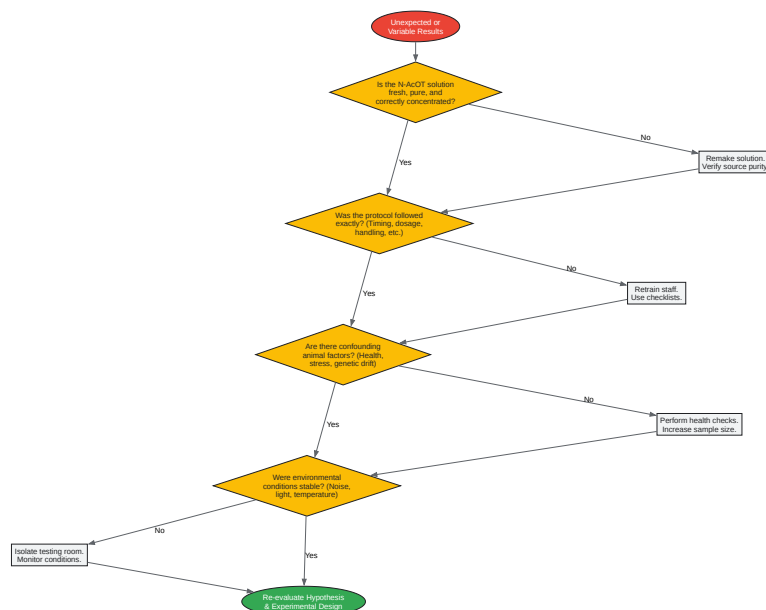 Unexpected or
Variable Results
Is the N-AcOT solution
fresh, pure, and
correctly concentrated?
No
Yes
Remake solution.
Verify source purity.
Was the protocol followed
exactly? (Timing, dosage,
handling, etc.)
No
Yes
Retrain staff.
Use checklists.
Are there confounding
animal factors? (Health,
stress, genetic drift)
No
Yes
Perform health checks.
Increase sample size.
Were environmental
conditions stable? (Noise,
light, temperature)
No
Yes
Isolate testing room.
Monitor conditions.
Re-evaluate Hypothesis
& Experimental Design